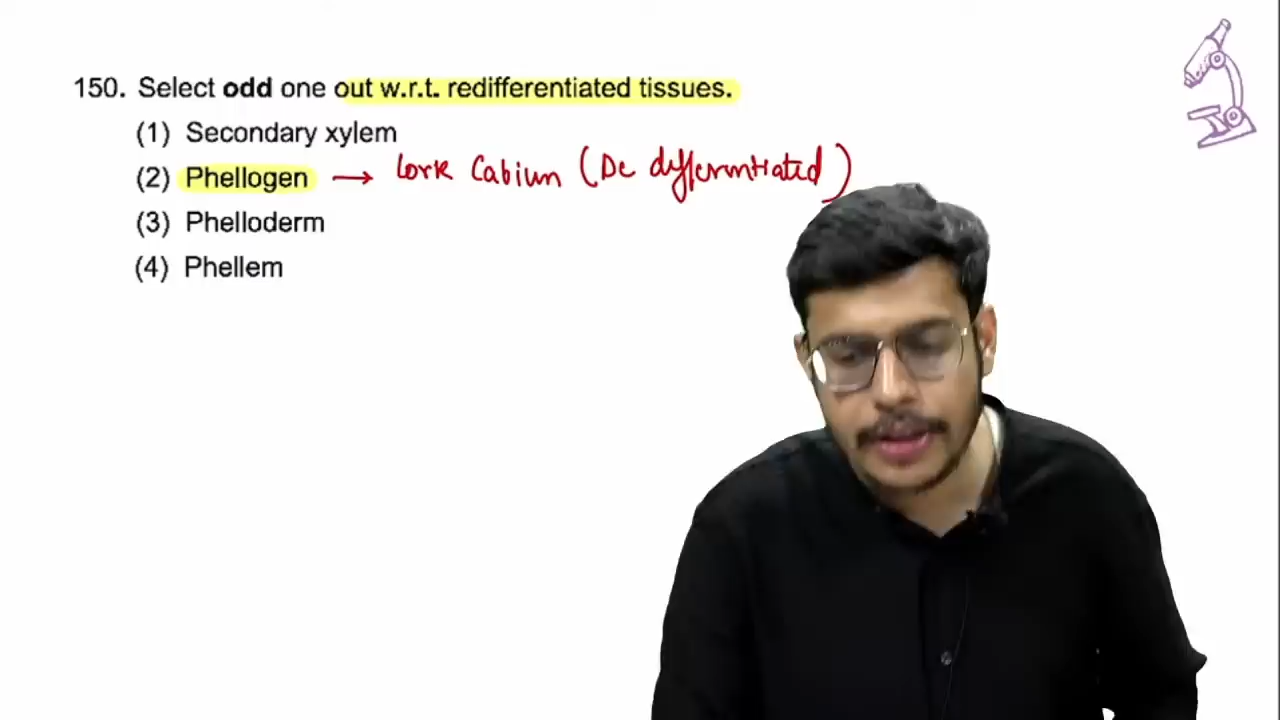 150. Select odd one out w.r.t. redifferentiated tissues.
(1) Secondary xylem
(2) Phellogen → Cork Cabium (De differentiated)
(3) Phelloderm
(4) Phellem